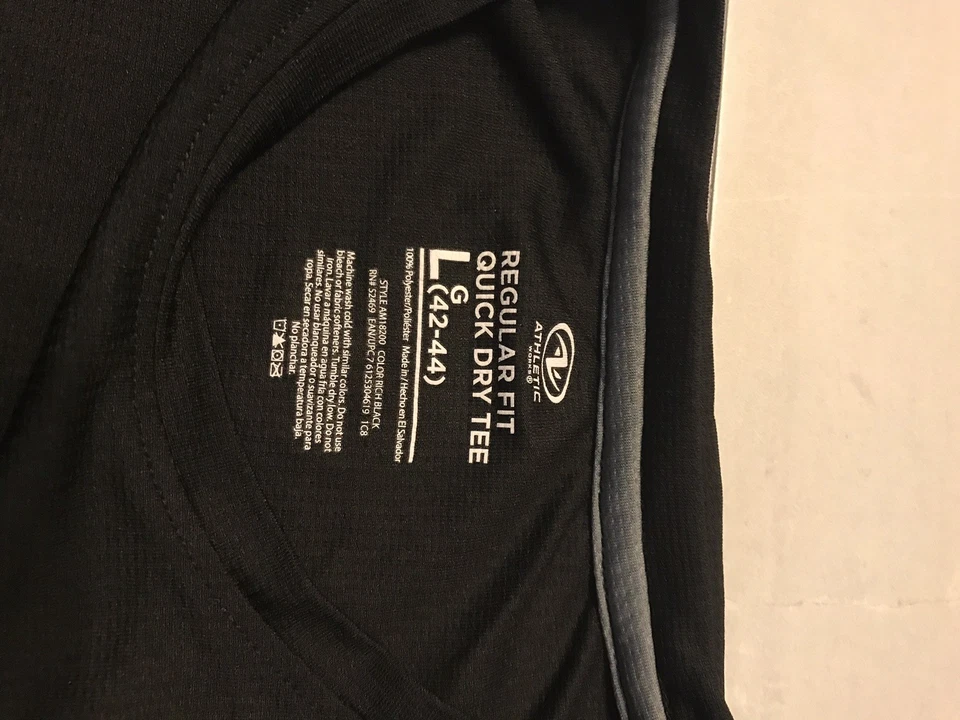 ATHLETIC
WORKS®
REGULAR FIT
QUICK DRY TEE
L G (42-44)
100% Polyester/Poliéster Made in / Hecho en El Salvador
STYLE AM18200 COLOR RICH BLACK
RN# 52469 EAN/UPC 7 6125304619 1C8
Machine wash cold with similar colors. Do not use
bleach or fabric softeners. Tumble dry low. Do not
Iron. Lavar a máquina en agua fría con colores
similares. No usar blanqueador o suavizante para
ropa. Secar en secadora a temperatura baja.
No planchar.